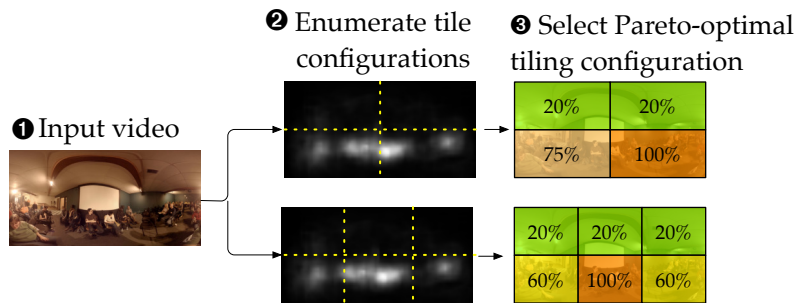 ❶ Input video
❷ Enumerate tile
configurations
❸ Select Pareto-optimal
tiling configuration
20% 20%
75% 100%
20% 20% 20%
60% 100% 60%